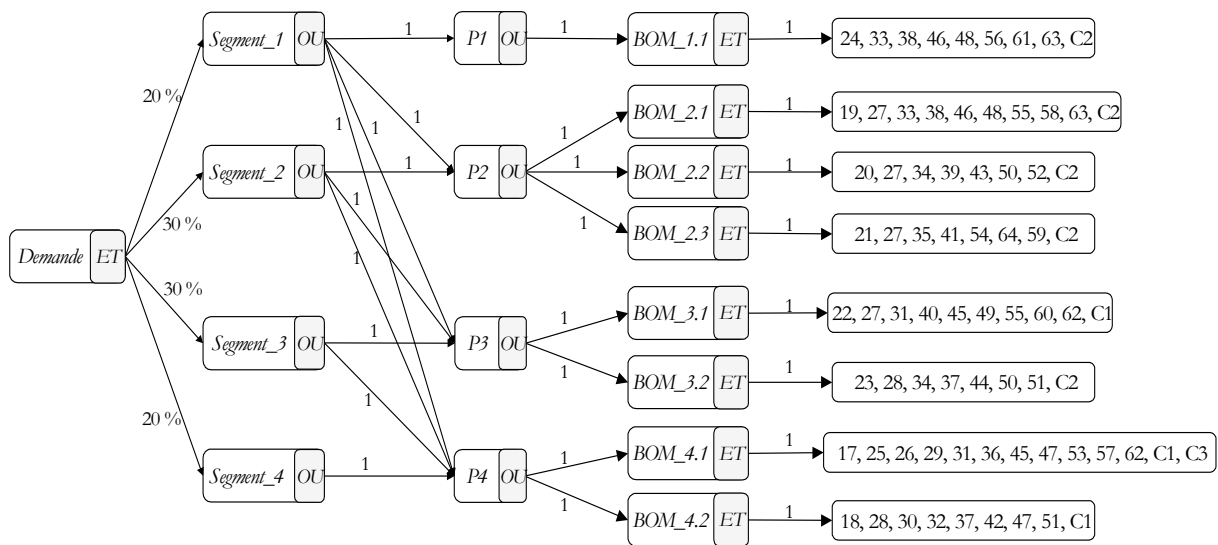 Segment_1 OU
1
P1 OU
1
BOM_1.1 ET
1
24, 33, 38, 46, 48, 56, 61, 63, C2
20 %
1
1
1
1
BOM_2.1 ET
1
19, 27, 33, 38, 46, 48, 55, 58, 63, C2
Segment_2 OU
1
P2 OU
1
BOM_2.2 ET
1
20, 27, 34, 39, 43, 50, 52, C2
30 %
1
1
1
BOM_2.3 ET
1
21, 27, 35, 41, 54, 64, 59, C2
Demande ET
1
30 %
Segment_3 OU
1
P3 OU
1
BOM_3.1 ET
1
22, 27, 31, 40, 45, 49, 55, 60, 62, C1
1
1
BOM_3.2 ET
1
23, 28, 34, 37, 44, 50, 51, C2
20 %
Segment_4 OU
1
P4 OU
1
BOM_4.1 ET
1
17, 25, 26, 29, 31, 36, 45, 47, 53, 57, 62, C1, C3
1
BOM_4.2 ET
1
18, 28, 30, 32, 37, 42, 47, 51, C1